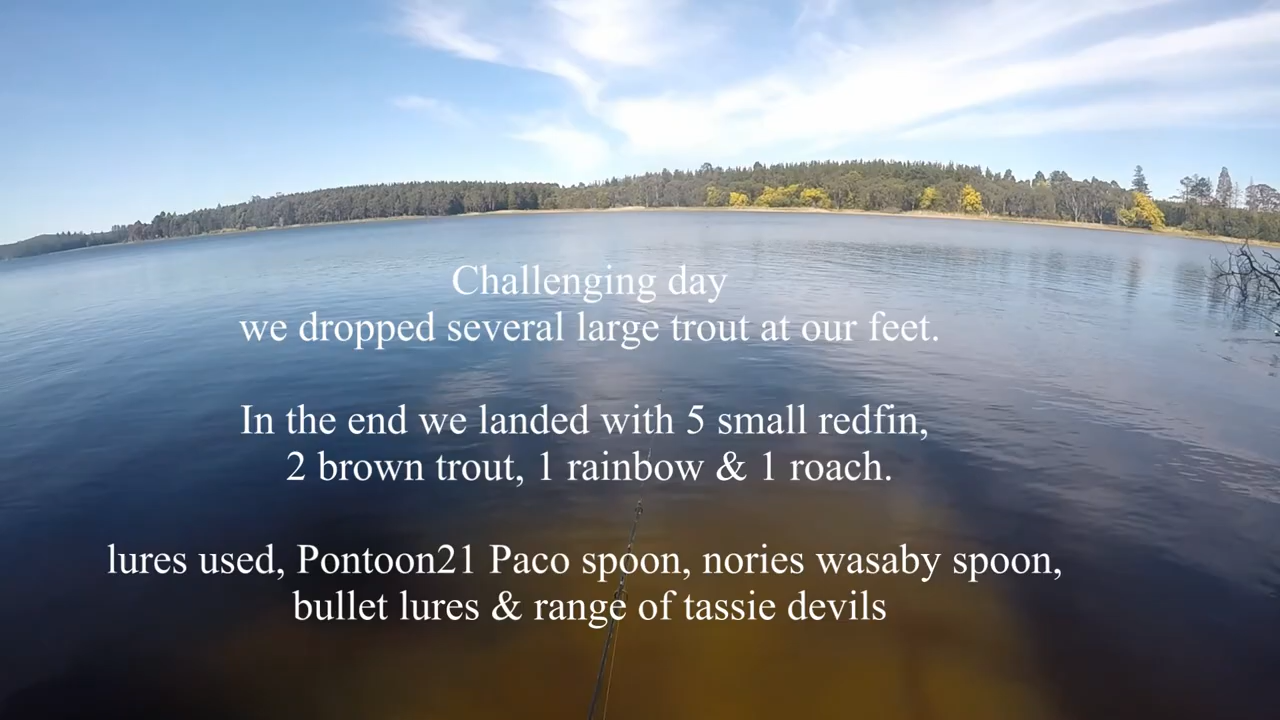 Challenging day
we dropped several large trout at our feet.
In the end we landed with 5 small redfin,
2 brown trout, 1 rainbow & 1 roach.
lures used, Pontoon21 Paco spoon, nories wasaby spoon,
bullet lures & range of tassie devils